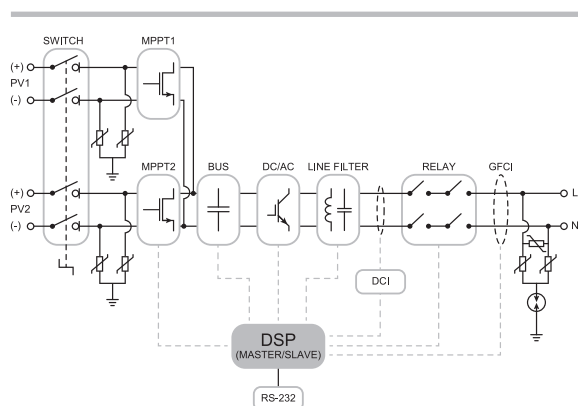 SWITCH
MPPT1
(+)
PV1
(-)
MPPT2
BUS
DC/AC
LINE FILTER
RELAY
GFCI
(+)
PV2
(-)
L
N
DCI
DSP
(MASTER/SLAVE)
RS-232